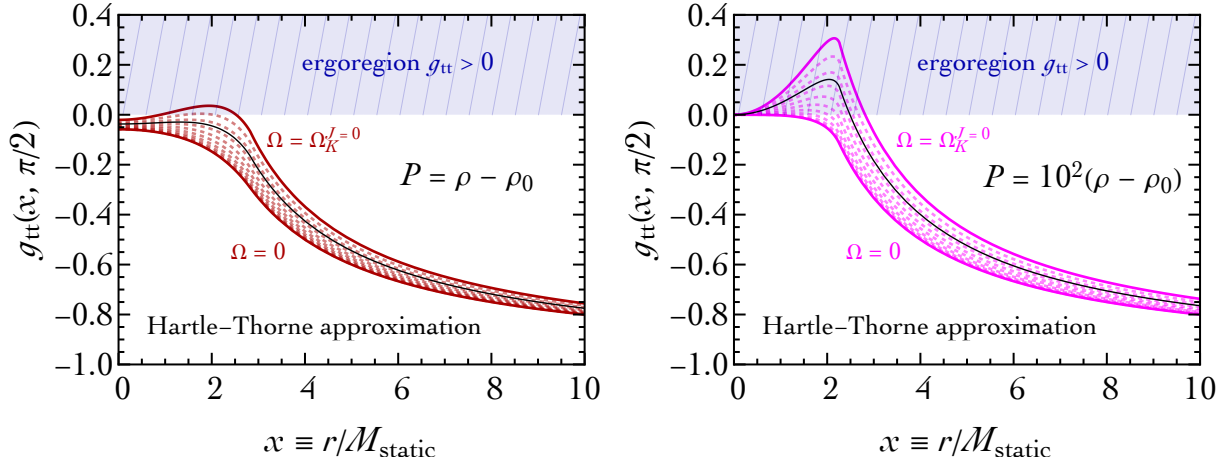 0.4
0.2
0.0
−0.2
−0.4
−0.6
−0.8
−1.0
g_tt(x, π/2)
ergoregion g_tt > 0
Ω = Ω_K^{J=0}
P = ρ − ρ_0
Ω = 0
Hartle–Thorne approximation
0 2 4 6 8 10
x ≡ r/M_static
0.4
0.2
0.0
−0.2
−0.4
−0.6
−0.8
−1.0
g_tt(x, π/2)
ergoregion g_tt > 0
Ω = Ω_K^{J=0}
P = 10^2(ρ − ρ_0)
Ω = 0
Hartle–Thorne approximation
0 2 4 6 8 10
x ≡ r/M_static